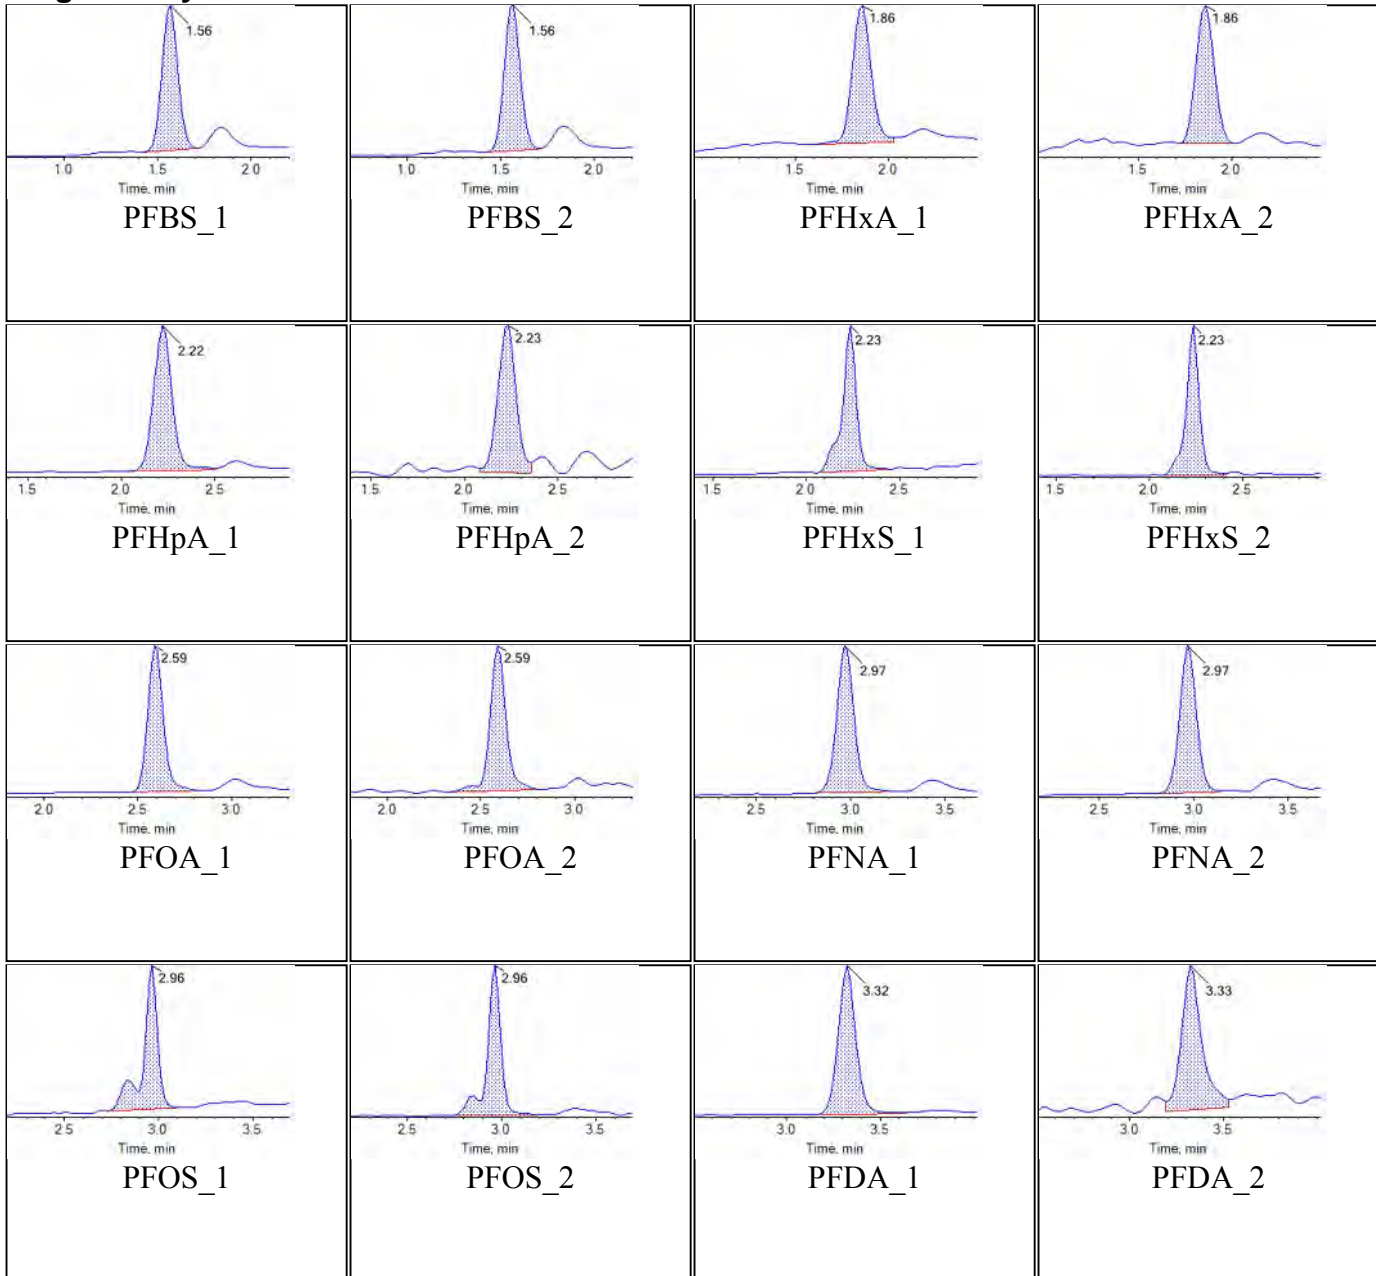 1.56
1.0 1.5 2.0
Time, min
PFBS_1
1.56
1.0 1.5 2.0
Time, min
PFBS_2
1.86
1.5 2.0
Time, min
PFHxA_1
1.86
1.5 2.0
Time, min
PFHxA_2
2.22
1.5 2.0 2.5
Time, min
PFHpA_1
2.23
1.5 2.0 2.5
Time, min
PFHpA_2
2.23
1.5 2.0 2.5
Time, min
PFHxS_1
2.23
1.5 2.0 2.5
Time, min
PFHxS_2
2.59
2.0 2.5 3.0
Time, min
PFOA_1
2.59
2.0 2.5 3.0
Time, min
PFOA_2
2.97
2.5 3.0 3.5
Time, min
PFNA_1
2.97
2.5 3.0 3.5
Time, min
PFNA_2
2.96
2.5 3.0 3.5
Time, min
PFOS_1
2.96
2.5 3.0 3.5
Time, min
PFOS_2
3.32
3.0 3.5
Time, min
PFDA_1
3.33
3.0 3.5
Time, min
PFDA_2